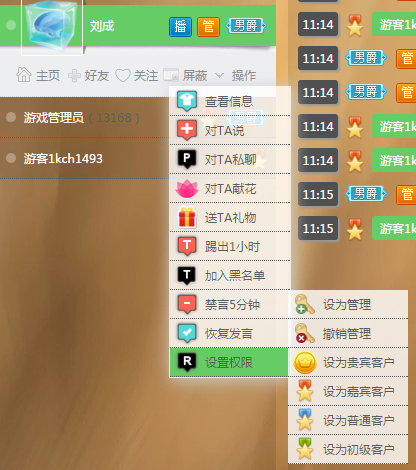 刘成 播 管 男爵
主页 好友 关注 屏蔽 操作
游戏管理员 ( 13168 )
游客1kch1493
查看信息
对TA说
P 对TA私聊
对TA献花
送TA礼物
T 踢出1小时
T 加入黑名单
禁言5分钟
恢复发言
R 设置权限
设为管理
撤销管理
设为贵宾客户
设为嘉宾客户
设为普通客户
设为初级客户
男爵
11:14 游客1k
11:14 男爵 管
11:14 男爵 管
11:14 游客1k
11:14 游客1k
11:15 男爵 管
11:15 游客1k